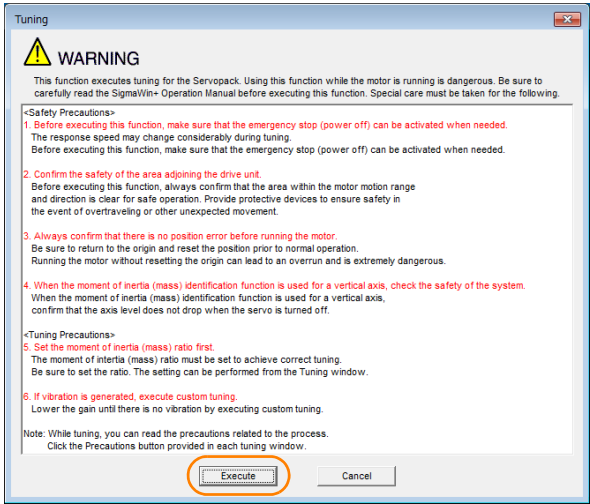 Tuning
WARNING
This function executes tuning for the Servopack. Using this function while the motor is running is dangerous. Be sure to
carefully read the SigmaWin+ Operation Manual before executing this function. Special care must be taken for the following.
<Safety Precautions>
1. Before executing this function, make sure that the emergency stop (power off) can be activated when needed.
The response speed may change considerably during tuning.
Before executing this function, make sure that the emergency stop (power off) can be activated when needed.
2. Confirm the safety of the area adjoining the drive unit.
Before executing this function, always confirm that the area within the motor motion range
and direction is clear for safe operation. Provide protective devices to ensure safety in
the event of overtraveling or other unexpected movement.
3. Always confirm that there is no position error before running the motor.
Be sure to return to the origin and reset the position prior to normal operation.
Running the motor without resetting the origin can lead to an overrun and is extremely dangerous.
4. When the moment of inertia (mass) identification function is used for a vertical axis, check the safety of the system.
When the moment of inertia (mass) identification function is used for a vertical axis,
confirm that the axis level does not drop when the servo is turned off.
<Tuning Precautions>
5. Set the moment of inertia (mass) ratio first.
The moment of intertia (mass) ratio must be set to achieve correct tuning.
Be sure to set the ratio. The setting can be performed from the Tuning window.
6. If vibration is generated, execute custom tuning.
Lower the gain until there is no vibration by executing custom tuning.
Note: While tuning, you can read the precautions related to the process.
Click the Precautions button provided in each tuning window.
Execute
Cancel